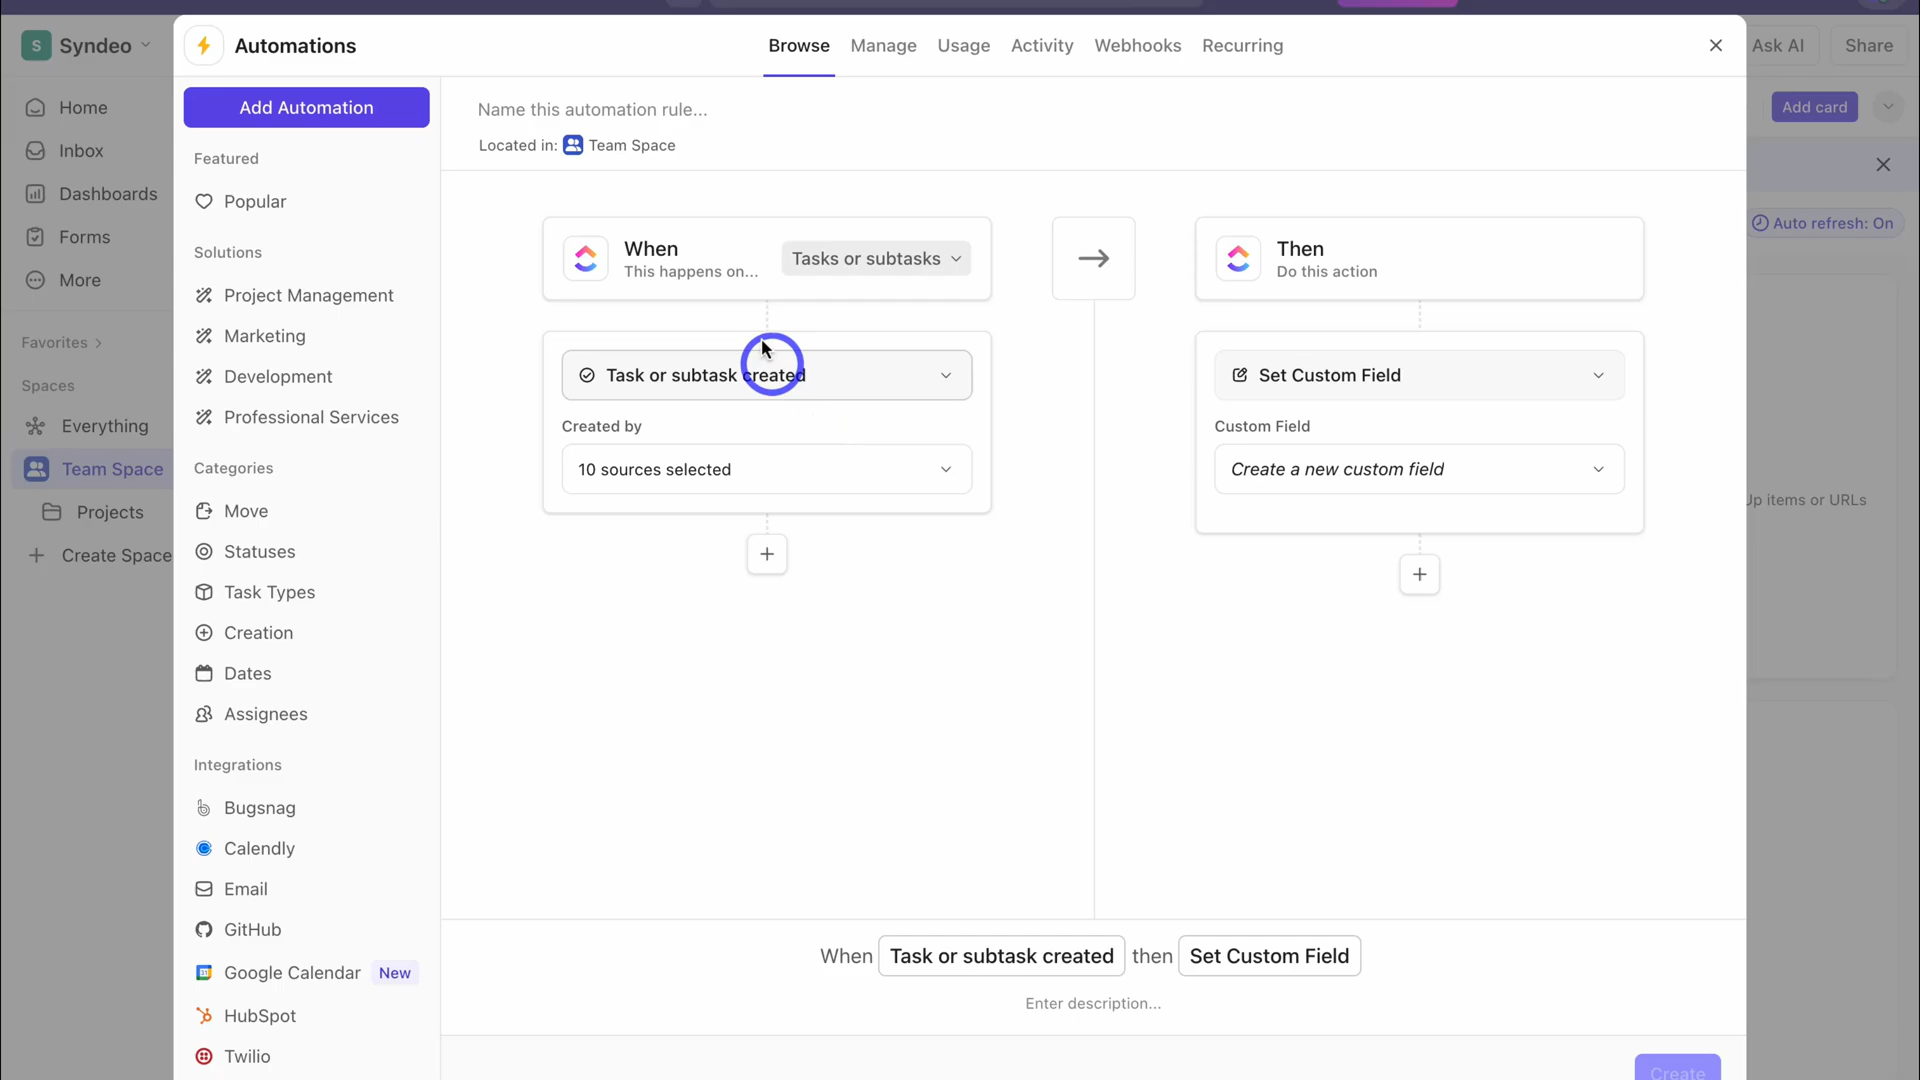 S Syndeo
Automations
Browse
Manage
Usage
Activity
Webhooks
Recurring
Ask AI
Share
Home
Inbox
Dashboards
Forms
More
Favorites
Spaces
Everything
Team Space
Projects
Create Space
Add Automation
Featured
Popular
Solutions
Project Management
Marketing
Development
Professional Services
Categories
Move
Statuses
Task Types
Creation
Dates
Assignees
Integrations
Bugsnag
Calendly
Email
GitHub
Google Calendar New
HubSpot
Twilio
Name this automation rule...
Located in: Team Space
When
This happens on...
Tasks or subtasks
Task or subtask created
Created by
10 sources selected
Then
Do this action
Set Custom Field
Custom Field
Create a new custom field
When Task or subtask created then Set Custom Field
Enter description...
Create
Add card
Auto refresh: On
Up items or URLs